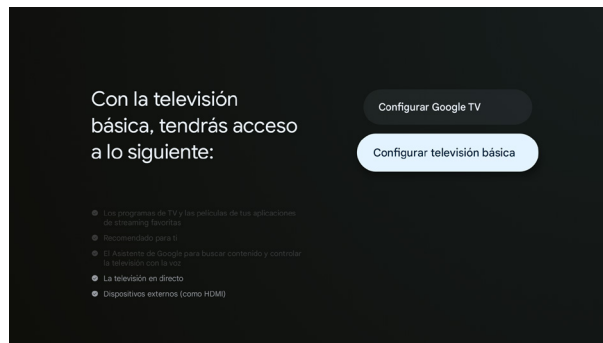 Con la televisión
básica, tendrás acceso
a lo siguiente:
Los programas de TV y las películas de tus aplicaciones
de streaming favoritas
Recomendado para ti
El Asistente de Google para buscar contenido y controlar
la televisión con la voz
La televisión en directo
Dispositivos externos (como HDMI)
Configurar Google TV
Configurar televisión básica